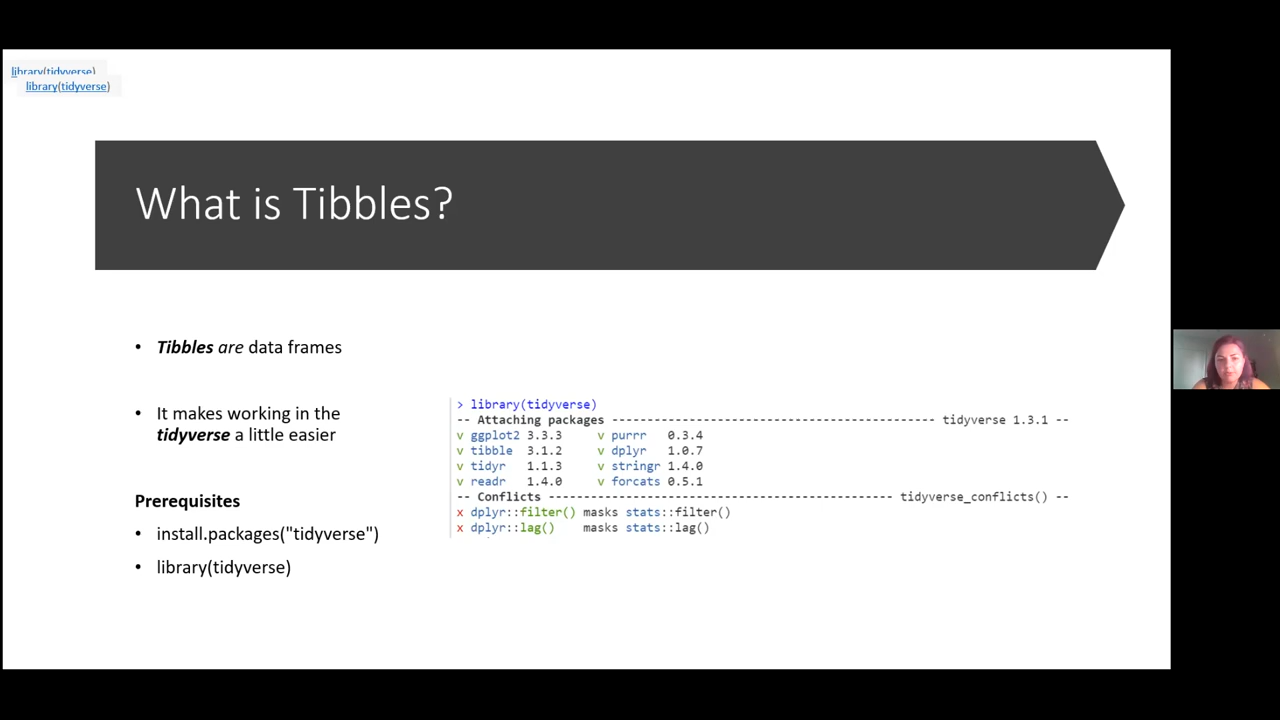 library(tidyverse)
library(tidyverse)
What is Tibbles?
• Tibbles are data frames
• It makes working in the
tidyverse a little easier
Prerequisites
• install.packages("tidyverse")
• library(tidyverse)
> library(tidyverse)
-- Attaching packages --------------------------------------------- tidyverse 1.3.1 --
v ggplot2 3.3.3     v purrr   0.3.4
v tibble  3.1.2     v dplyr   1.0.7
v tidyr   1.1.3     v stringr 1.4.0
v readr   1.4.0     v forcats 0.5.1
-- Conflicts ------------------------------------------------ tidyverse_conflicts() --
x dplyr::filter() masks stats::filter()
x dplyr::lag()    masks stats::lag()